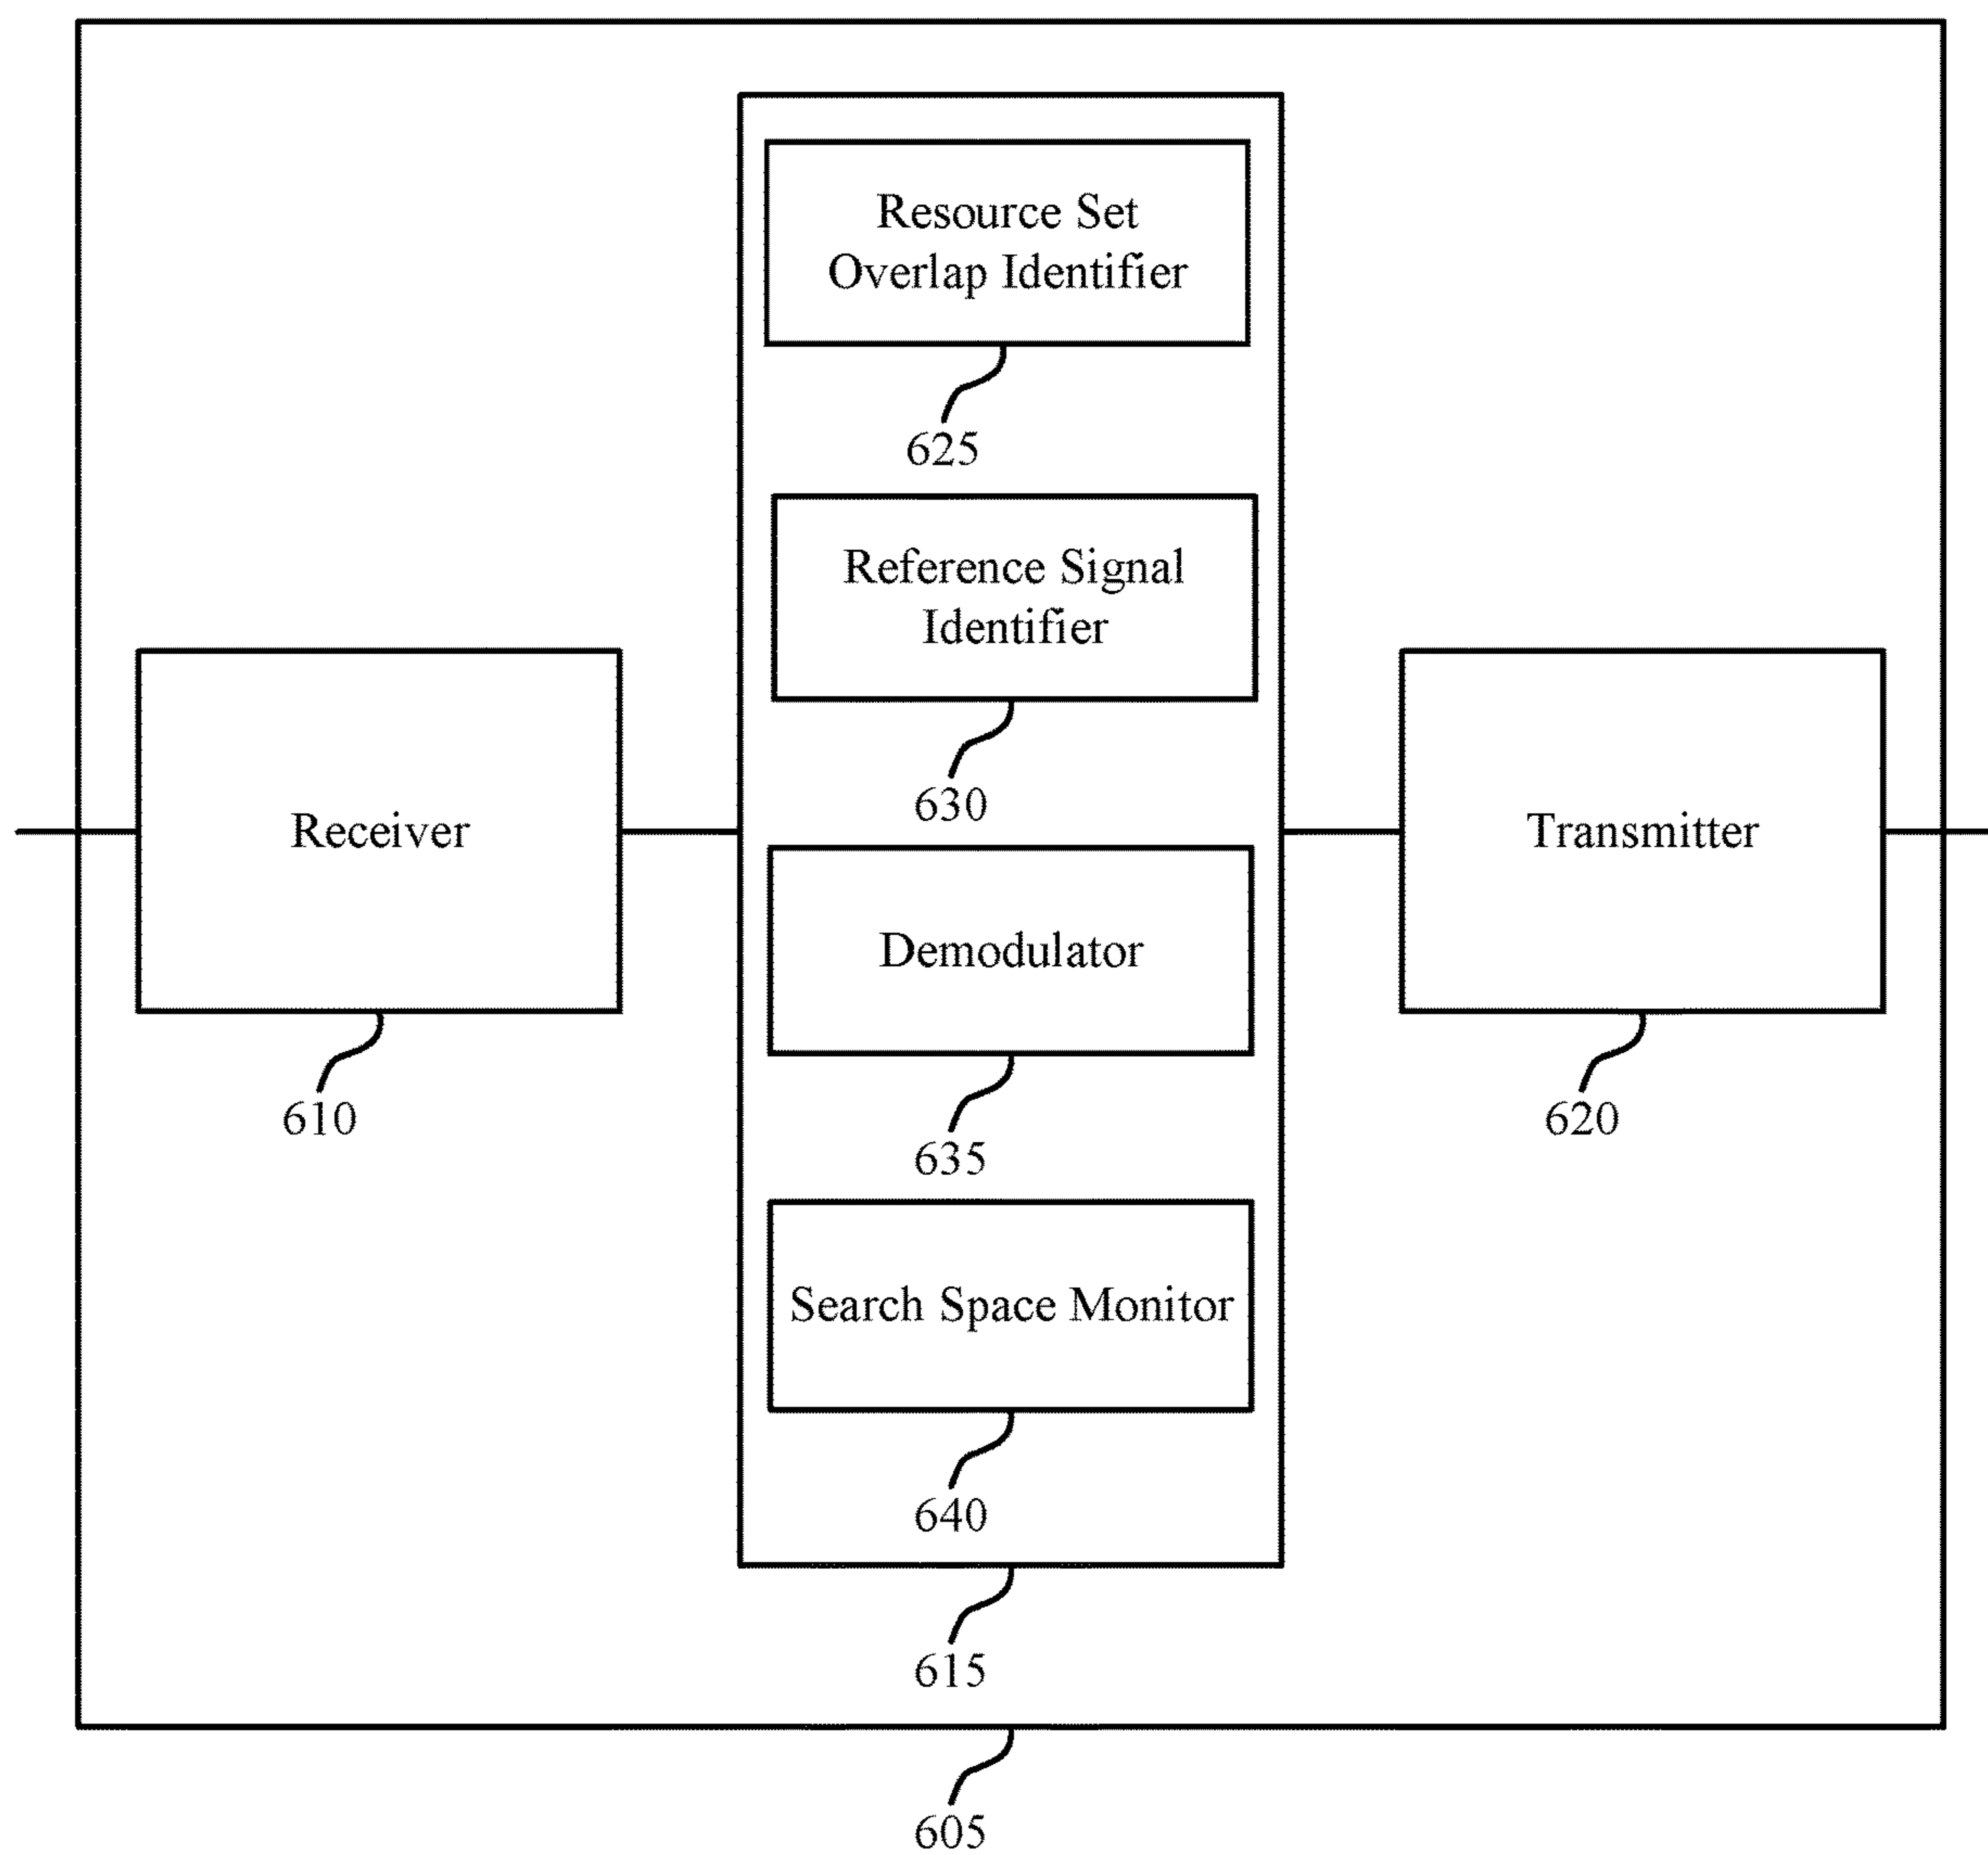 Resource Set
Overlap Identifier
625
Reference Signal
Identifier
630
Receiver
610
Demodulator
635
Transmitter
620
Search Space Monitor
640
615
605